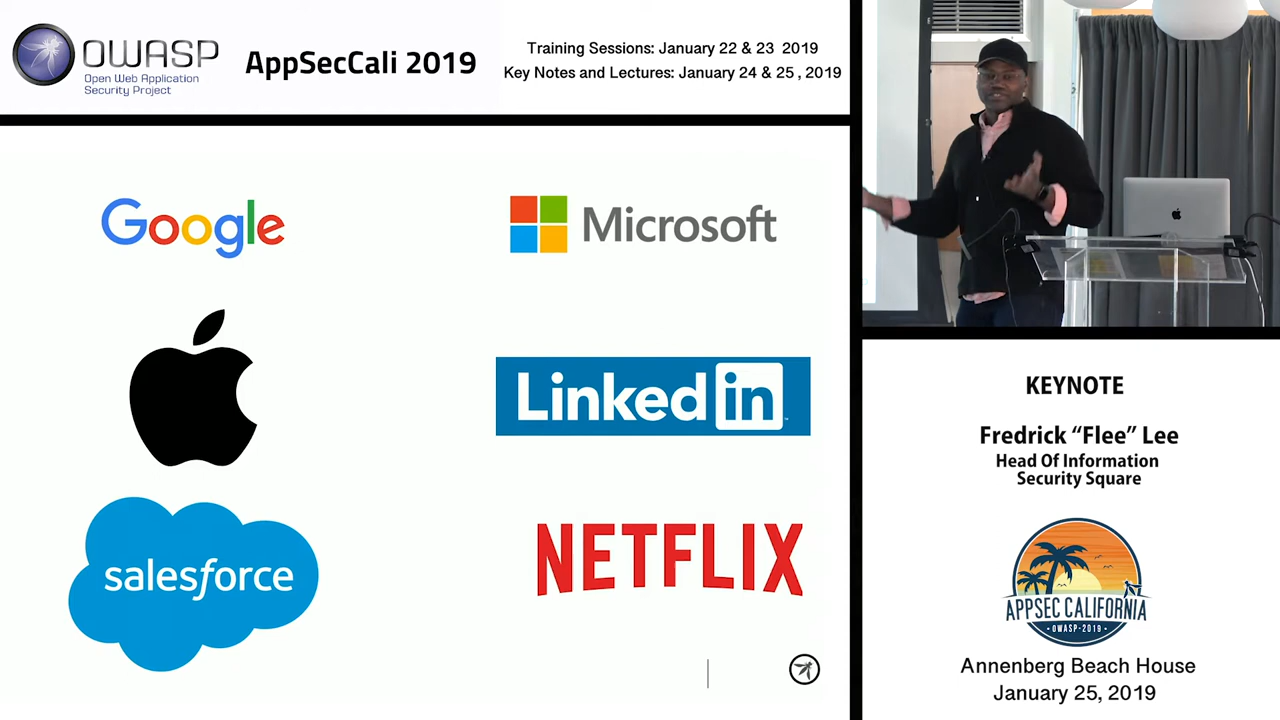 OWASP
Open Web Application
Security Project
AppSecCali 2019
Training Sessions: January 22 & 23 2019
Key Notes and Lectures: January 24 & 25 , 2019
Google
Microsoft
Linked in
salesforce
NETFLIX
KEYNOTE
Fredrick “Flee” Lee
Head Of Information
Security Square
APPSEC CALIFORNIA
OWASP-2019
Annenberg Beach House
January 25, 2019